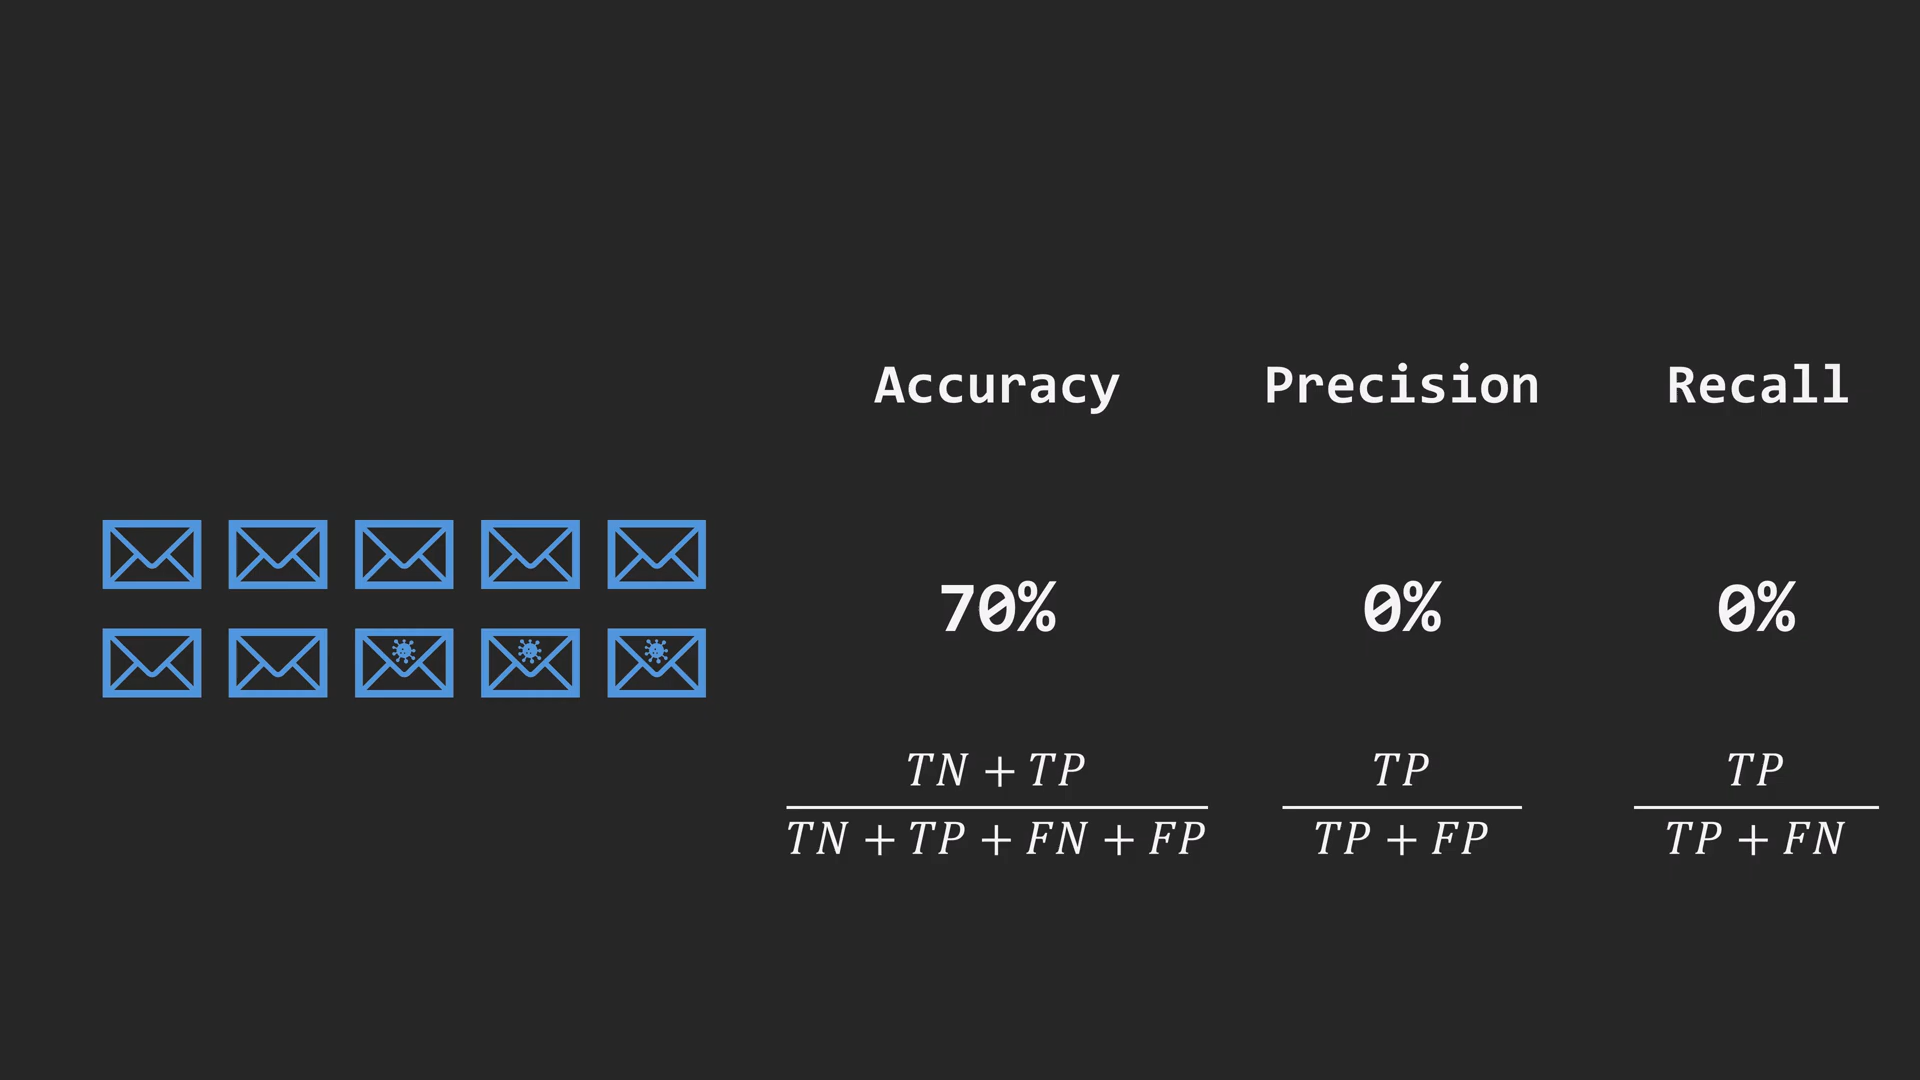 Accuracy Precision Recall
70% 0% 0%
TN + TP TP TP
TN + TP + FN + FP TP + FP TP + FN